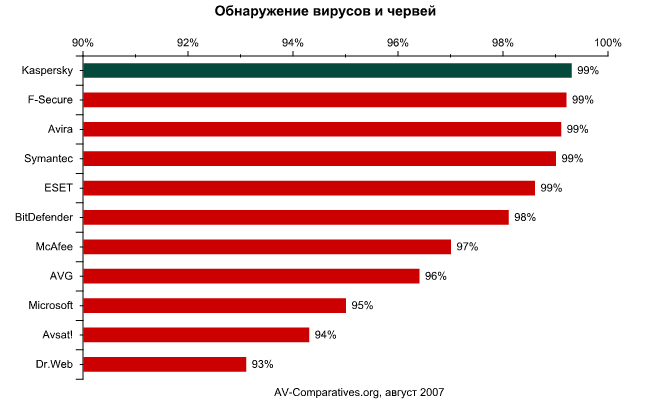 Обнаружение вирусов и червей
90% 92% 94% 96% 98% 100%
Kaspersky 99%
F-Secure 99%
Avira 99%
Symantec 99%
ESET 99%
BitDefender 98%
McAfee 97%
AVG 96%
Microsoft 95%
Avsat! 94%
Dr.Web 93%
AV-Comparatives.org, август 2007